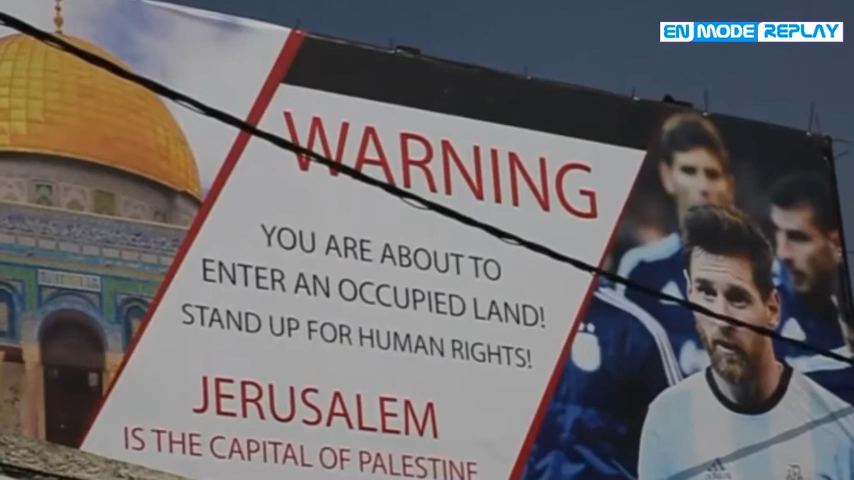 EN MODE REPLAY
WARNING
YOU ARE ABOUT TO
ENTER AN OCCUPIED LAND!
STAND UP FOR HUMAN RIGHTS!
JERUSALEM
IS THE CAPITAL OF PALESTINE